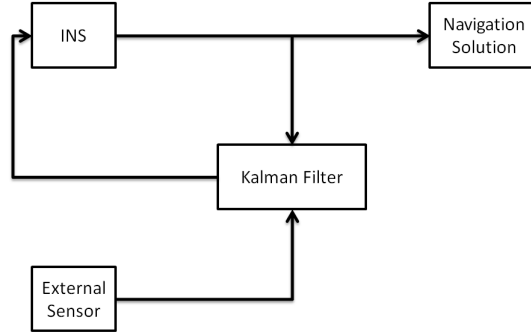 INS
Navigation
Solution
Kalman Filter
External
Sensor